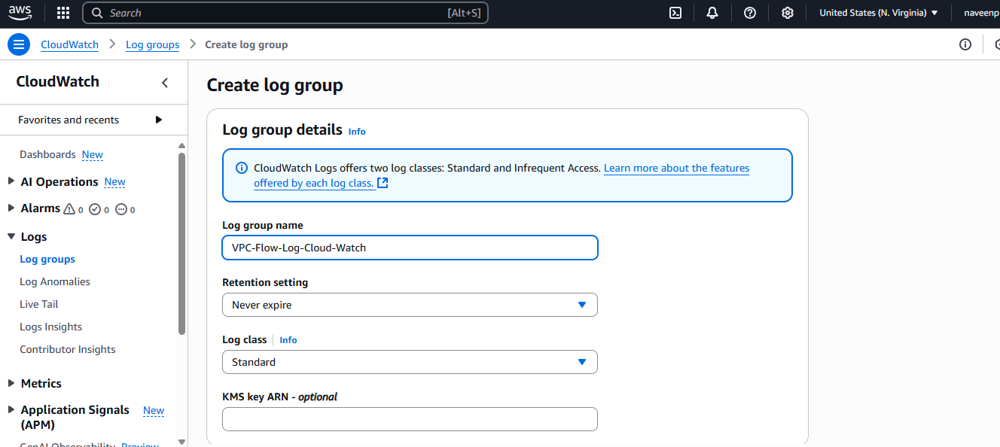 aws
Search [Alt+S]
United States (N. Virginia)
naveenp
CloudWatch
Log groups
Create log group
CloudWatch
Favorites and recents
Dashboards New
AI Operations New
Alarms 0 0 0
Logs
Log groups
Log Anomalies
Live Tail
Logs Insights
Contributor Insights
Metrics
Application Signals New
(APM)
GenAI Observability Preview
Create log group
Log group details Info
CloudWatch Logs offers two log classes: Standard and Infrequent Access. Learn more about the features
offered by each log class.
Log group name
VPC-Flow-Log-Cloud-Watch
Retention setting
Never expire
Log class Info
Standard
KMS key ARN - optional